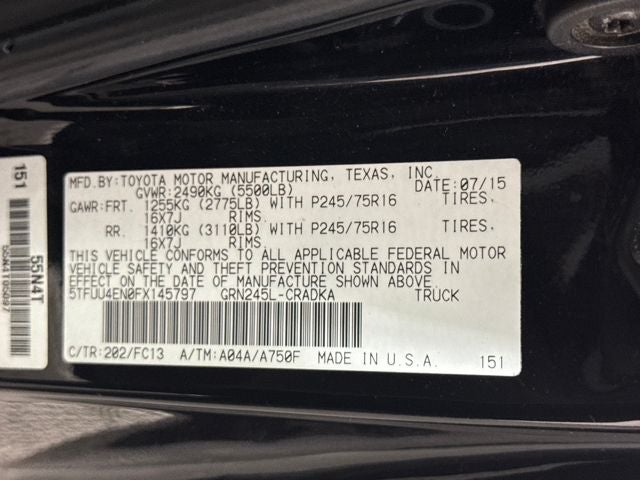 MFD.BY:TOYOTA MOTOR MANUFACTURING, TEXAS, INC.
GVWR:2490KG (5500LB) DATE:07/15
GAWR:FRT. 1255KG (2775LB) WITH P245/75R16 TIRES,
16X7J RIMS.
RR. 1410KG (3110LB) WITH P245/75R16 TIRES,
16X7J RIMS.
THIS VEHICLE CONFORMS TO ALL APPLICABLE FEDERAL MOTOR
VEHICLE SAFETY AND THEFT PREVENTION STANDARDS IN
EFFECT ON THE DATE OF MANUFACTURE SHOWN ABOVE.
5TFUU4EN0FX145797 GRN245L-CRADKA TRUCK
C/TR:202/FC13 A/TM:A04A/A750F MADE IN U.S.A. 151
151
55N4T